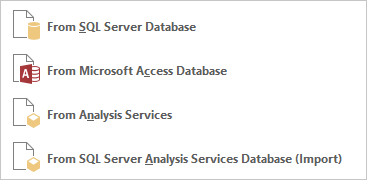 From SQL Server Database
From Microsoft Access Database
From Analysis Services
From SQL Server Analysis Services Database (Import)